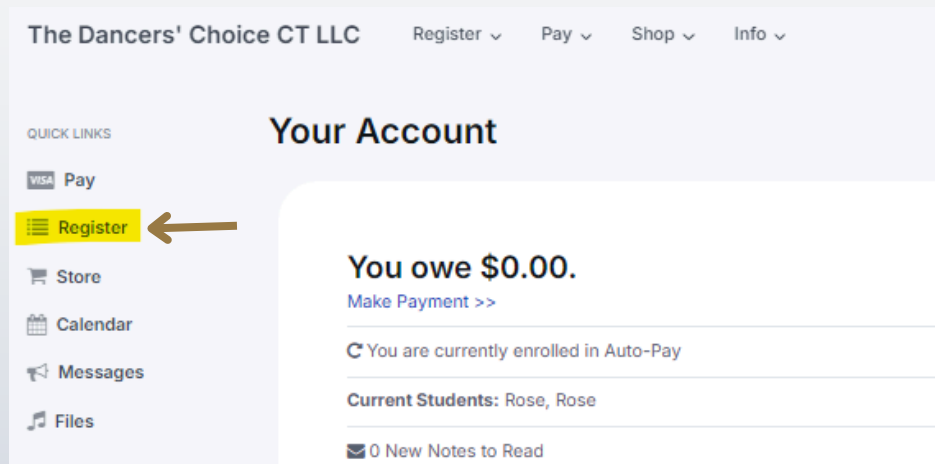 The Dancers' Choice CT LLC Register Pay Shop Info
QUICK LINKS
Your Account
VISA Pay
Register
Store
Calendar
Messages
Files
You owe $0.00.
Make Payment >>
You are currently enrolled in Auto-Pay
Current Students: Rose, Rose
0 New Notes to Read